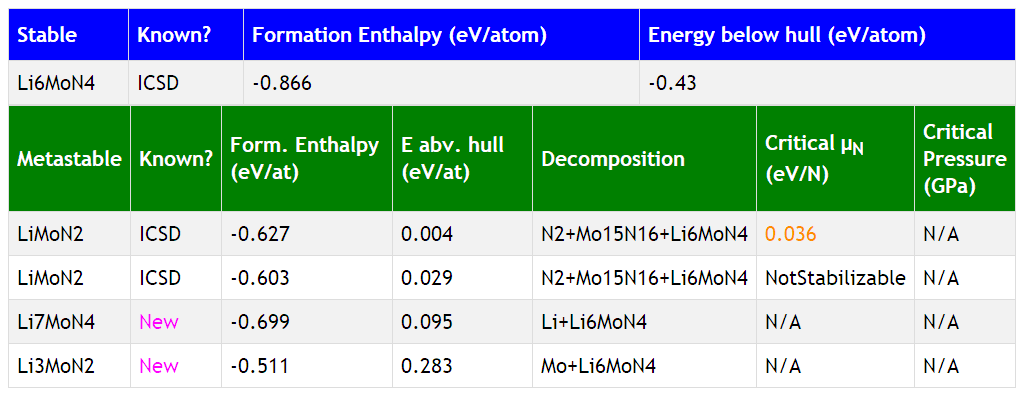 Stable Known? Formation Enthalpy (eV/atom) Energy below hull (eV/atom)
Li6MoN4 ICSD -0.866 -0.43
Metastable Known? Form. Enthalpy (eV/at) E abv. hull (eV/at) Decomposition Critical μN (eV/N) Critical Pressure (GPa)
LiMoN2 ICSD -0.627 0.004 N2+Mo15N16+Li6MoN4 0.036 N/A
LiMoN2 ICSD -0.603 0.029 N2+Mo15N16+Li6MoN4 NotStabilizable N/A
Li7MoN4 New -0.699 0.095 Li+Li6MoN4 N/A N/A
Li3MoN2 New -0.511 0.283 Mo+Li6MoN4 N/A N/A